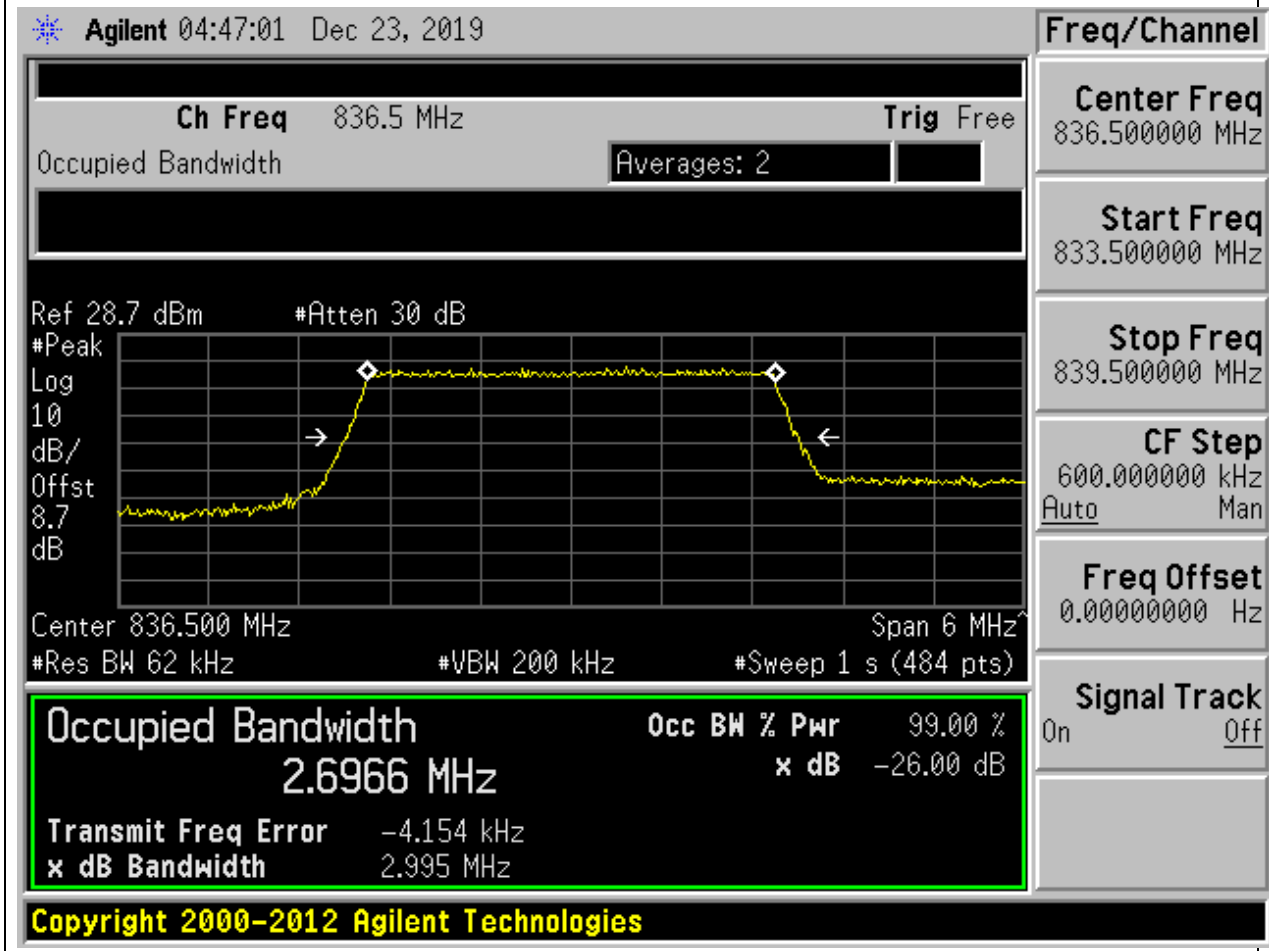 Agilent 04:47:01 Dec 23, 2019
Freq/Channel
Ch Freq 836.5 MHz
Trig Free
Occupied Bandwidth
Averages: 2
Ref 28.7 dBm
#Atten 30 dB
#Peak
Log
10
dB/
Offst
8.7
dB
Center 836.500 MHz
Span 6 MHz^
#Res BW 62 kHz
#VBW 200 kHz
#Sweep 1 s (484 pts)
Occupied Bandwidth
2.6966 MHz
Occ BW % Pwr 99.00 %
x dB -26.00 dB
Transmit Freq Error -4.154 kHz
x dB Bandwidth 2.995 MHz
Copyright 2000-2012 Agilent Technologies
Center Freq
836.500000 MHz
Start Freq
833.500000 MHz
Stop Freq
839.500000 MHz
CF Step
600.000000 kHz
Auto Man
Freq Offset
0.00000000 Hz
Signal Track
On Off